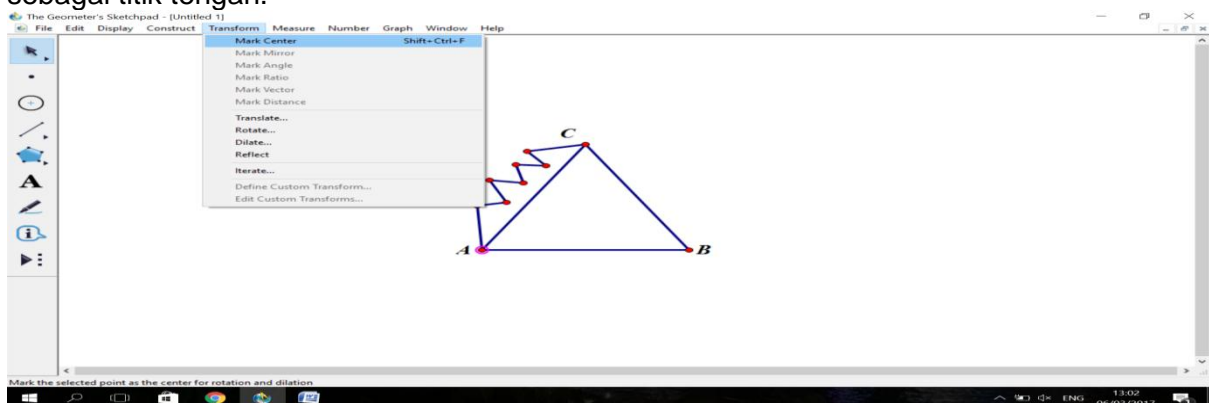 sebagai titik tengah.
The Geometer's Sketchpad - [Untitled 1]
File Edit Display Construct Transform Measure Number Graph Window Help
Mark Center Shift+Ctrl+F
Mark Mirror
Mark Angle
Mark Ratio
Mark Vector
Mark Distance
Translate...
Rotate...
Dilate...
Reflect
Iterate...
Define Custom Transform...
Edit Custom Transforms...
C
A
B
A
Mark the selected point as the center for rotation and dilation
ENG
13:02
06/03/2017